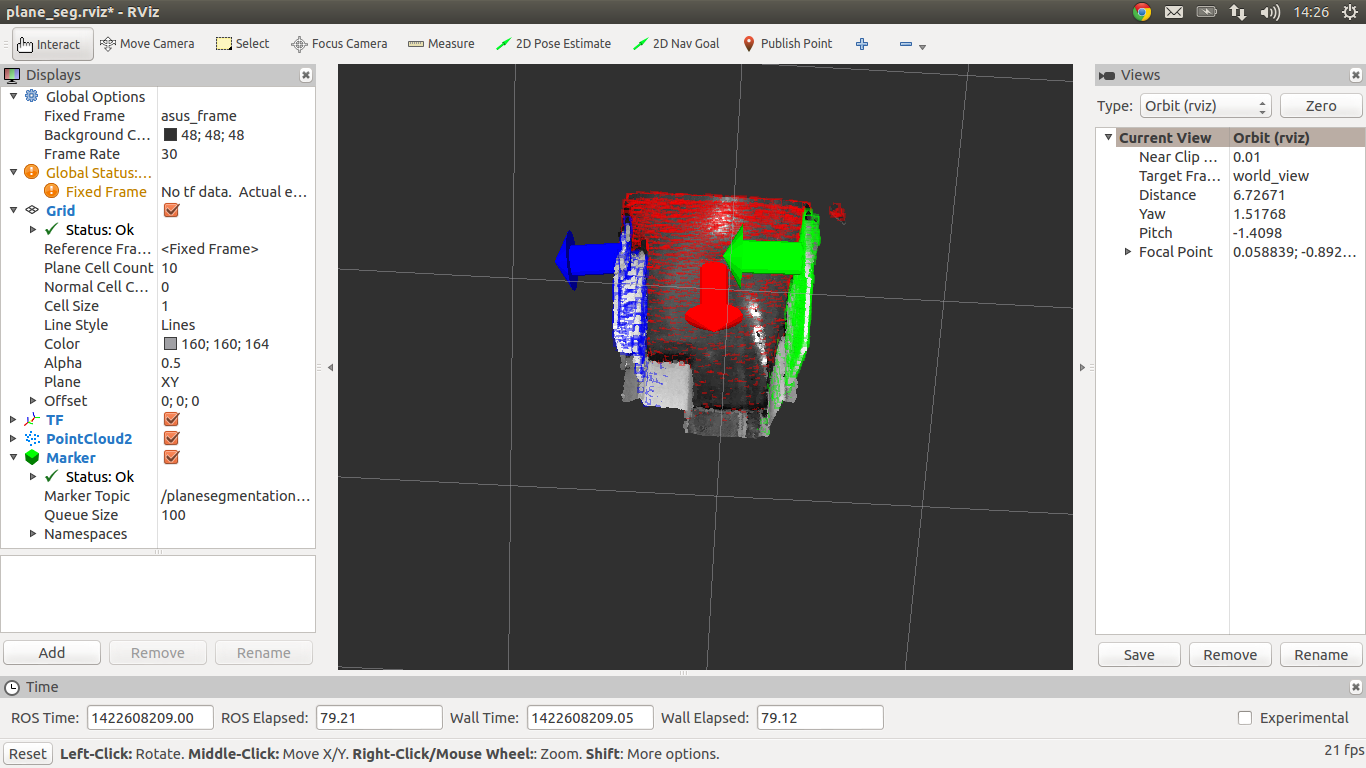 plane_seg.rviz* - RViz
14:26
Interact Move Camera Select Focus Camera Measure 2D Pose Estimate 2D Nav Goal Publish Point
Displays
Global Options
Fixed Frame asus_frame
Background C... 48; 48; 48
Frame Rate 30
Global Status:...
Fixed Frame No tf data. Actual e...
Grid
Status: Ok
Reference Fra... <Fixed Frame>
Plane Cell Count 10
Normal Cell C... 0
Cell Size 1
Line Style Lines
Color 160; 160; 164
Alpha 0.5
Plane XY
Offset 0; 0; 0
TF
PointCloud2
Marker
Status: Ok
Marker Topic /planesegmentation...
Queue Size 100
Namespaces
Add Remove Rename
Views
Type: Orbit (rviz) Zero
Current View Orbit (rviz)
Near Clip ... 0.01
Target Fra... world_view
Distance 6.72671
Yaw 1.51768
Pitch -1.4098
Focal Point 0.058839; -0.892...
Save Remove Rename
Time
ROS Time: 1422608209.00 ROS Elapsed: 79.21 Wall Time: 1422608209.05 Wall Elapsed: 79.12 Experimental
Reset Left-Click: Rotate. Middle-Click: Move X/Y. Right-Click/Mouse Wheel:: Zoom. Shift: More options. 21 fps